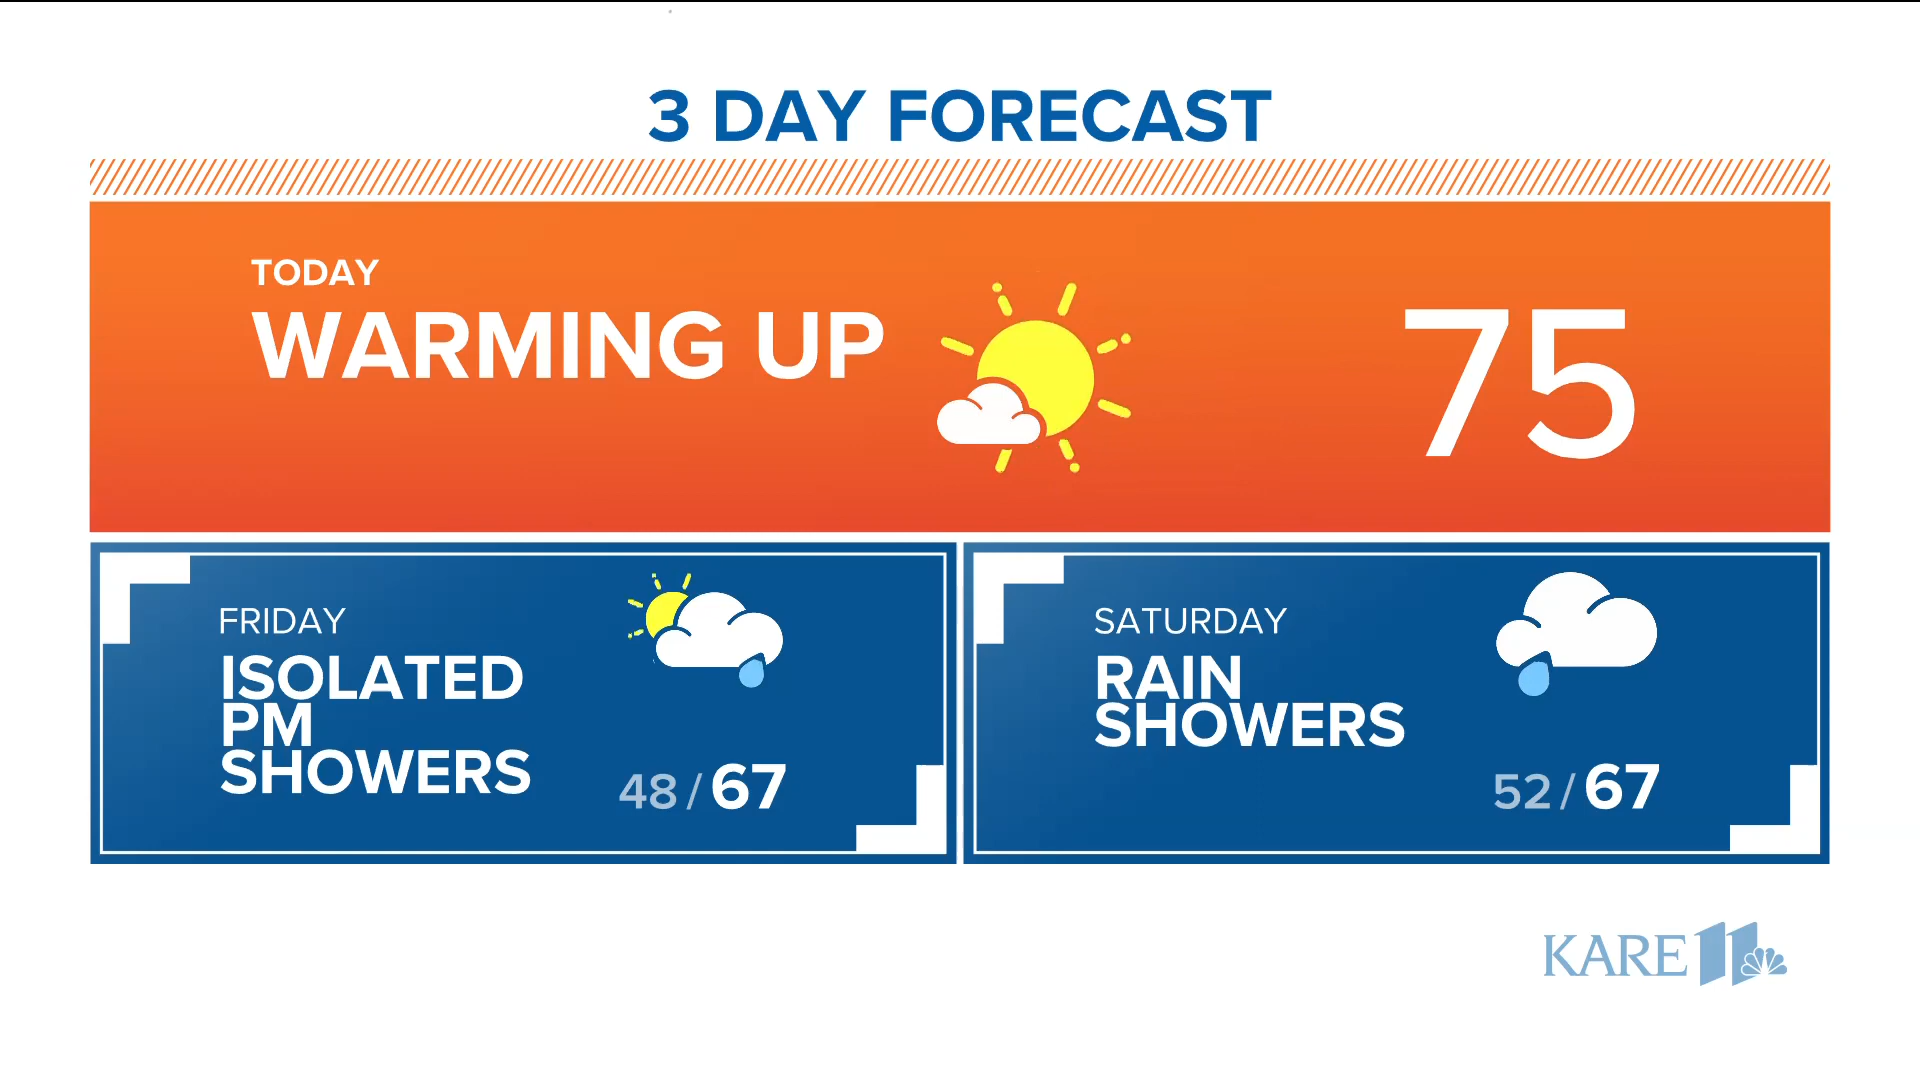 3 DAY FORECAST
TODAY
WARMING UP
75
FRIDAY
ISOLATED
PM
SHOWERS
48/67
SATURDAY
RAIN
SHOWERS
52/67
KARE 11